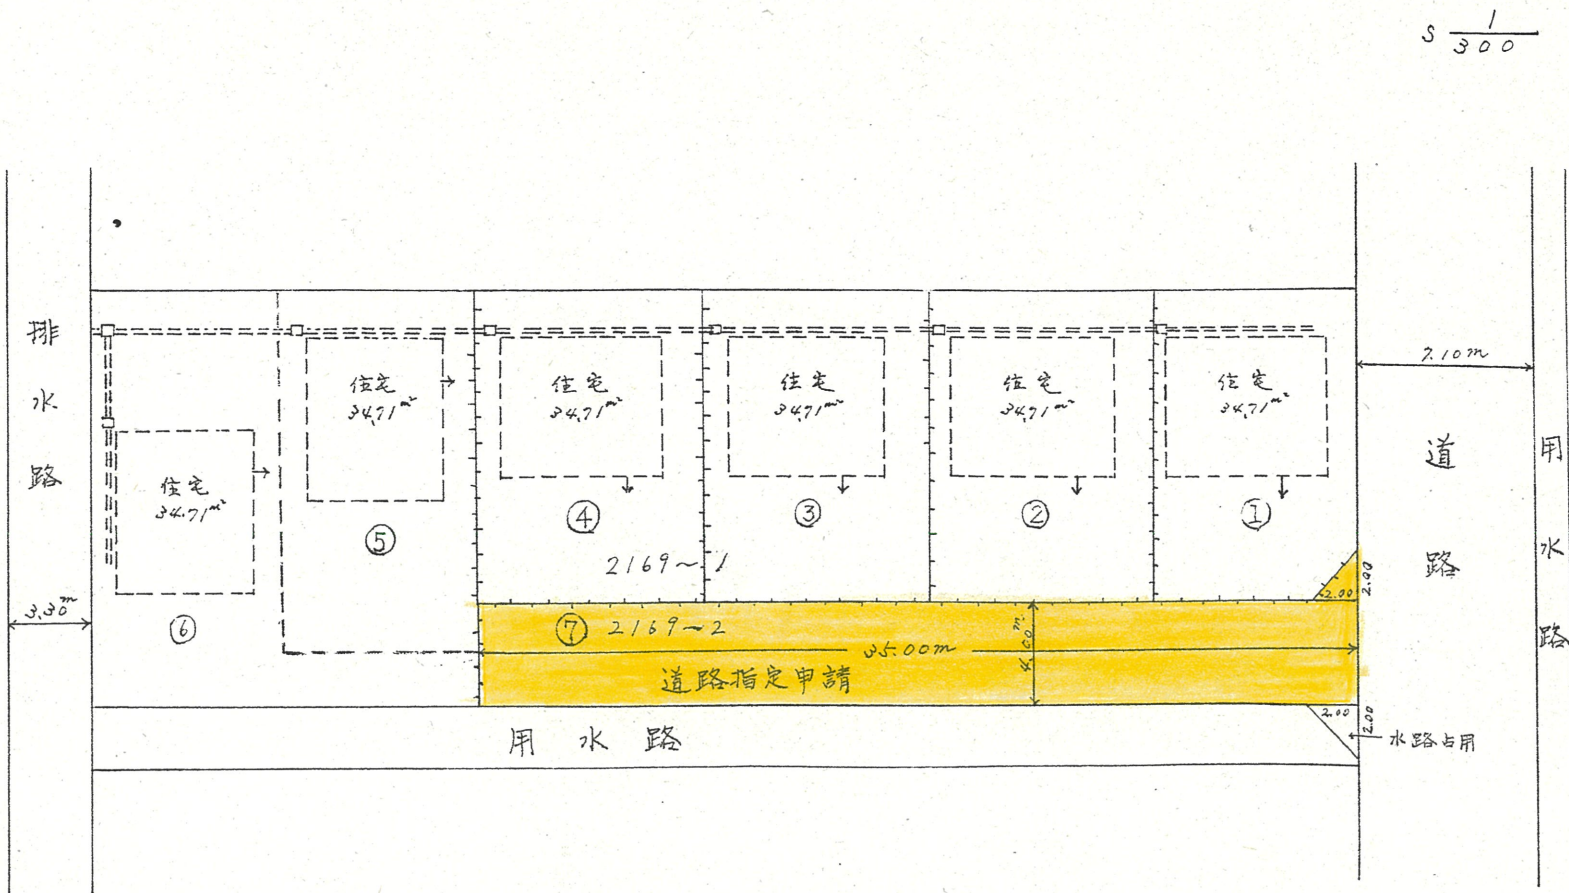 S 1/300
排水路
3.30m
住宅
34.71m²
⑥
住宅
34.71m²
⑤
住宅
34.71m²
④
住宅
34.71m²
③
住宅
34.71m²
②
住宅
34.71m²
①
2169~1
7.10m
道路
用水路
2.00
2.00
⑦ 2169~2
35.00m
4.00m
道路指定申請
用水路
2.00
2.00
水路占用